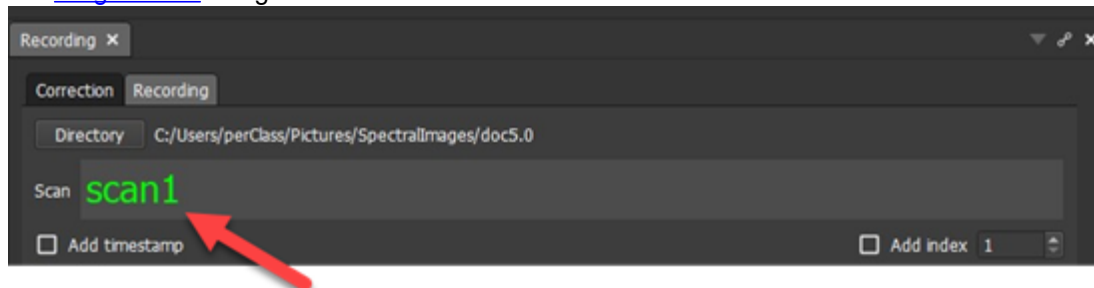 Recording
Correction Recording
Directory C:/Users/perClass/Pictures/SpectralImages/doc5.0
Scan scan1
Add timestamp Add index 1